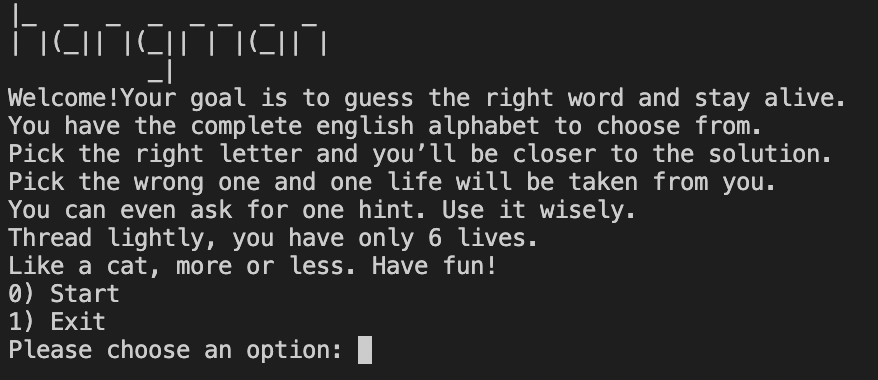 |_  _  _  _  _ _  _  _
| |(_|| |(_|| | |(_|| |
          _|
Welcome!Your goal is to guess the right word and stay alive.
You have the complete english alphabet to choose from.
Pick the right letter and you’ll be closer to the solution.
Pick the wrong one and one life will be taken from you.
You can even ask for one hint. Use it wisely.
Thread lightly, you have only 6 lives.
Like a cat, more or less. Have fun!
0) Start
1) Exit
Please choose an option: